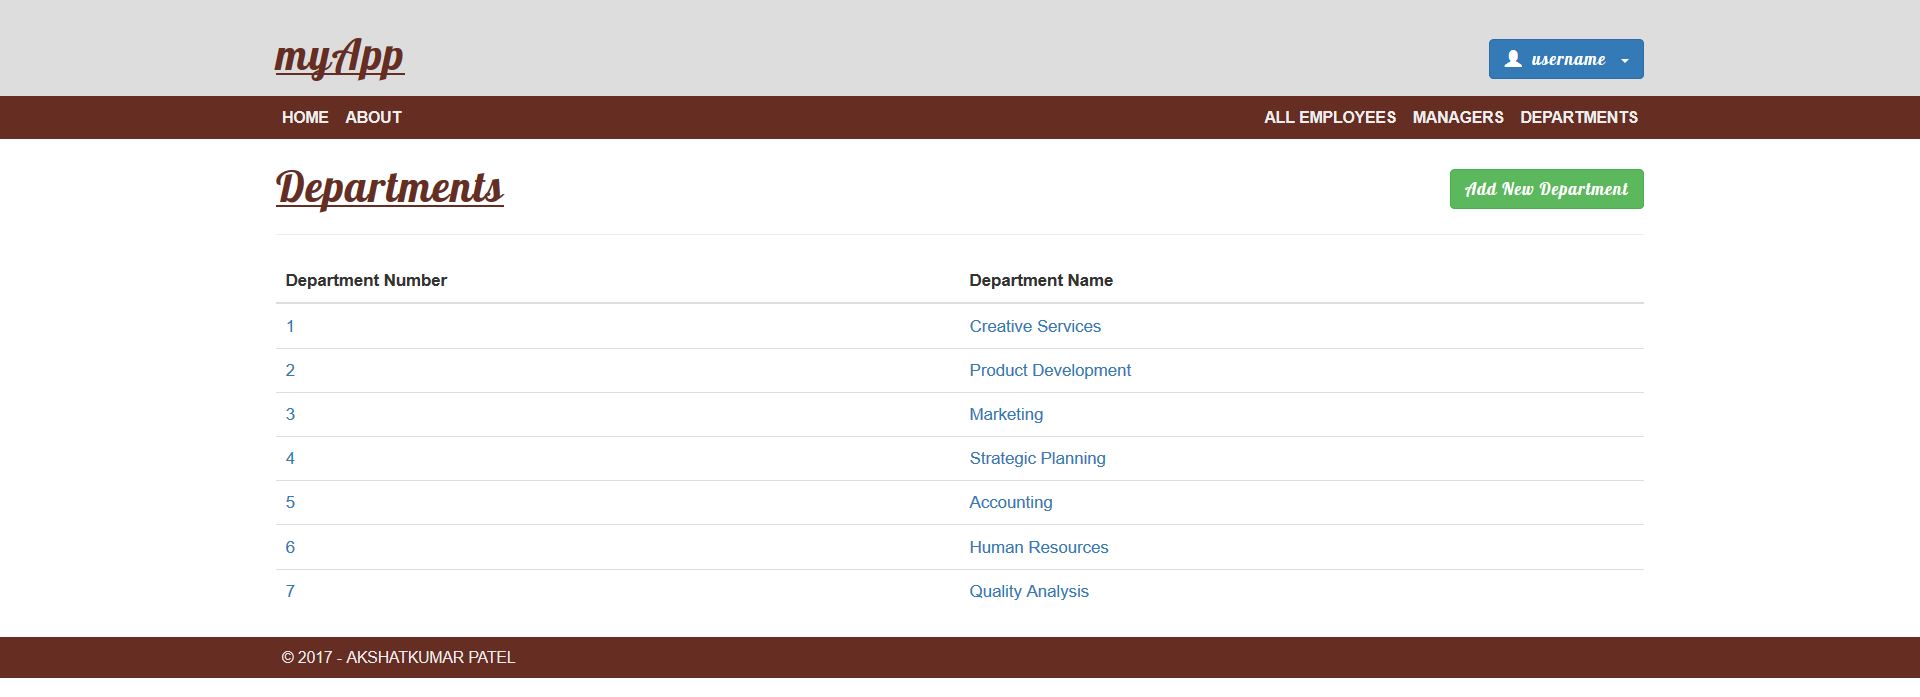 myApp
username
HOME ABOUT ALL EMPLOYEES MANAGERS DEPARTMENTS
Departments
Add New Department
Department Number Department Name
1 Creative Services
2 Product Development
3 Marketing
4 Strategic Planning
5 Accounting
6 Human Resources
7 Quality Analysis
© 2017 - AKSHATKUMAR PATEL